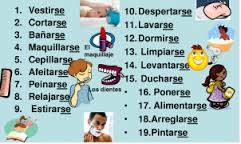 1. Vestirse
2. Cortarse
3. Bañarse
4. Maquillarse El maquillaje
5. Cepillarse
6. Afeitarse Los dientes
7. Peinarse
8. Relajarse
9. Estirarse
10. Despertarse
11. Lavarse
12. Dormirse
13. Limpiarse
14. Levantarse
15. Ducharse
• 16. Ponerse
• 17. Alimentarse
• 18.Arreglarse
• 19.Pintarse